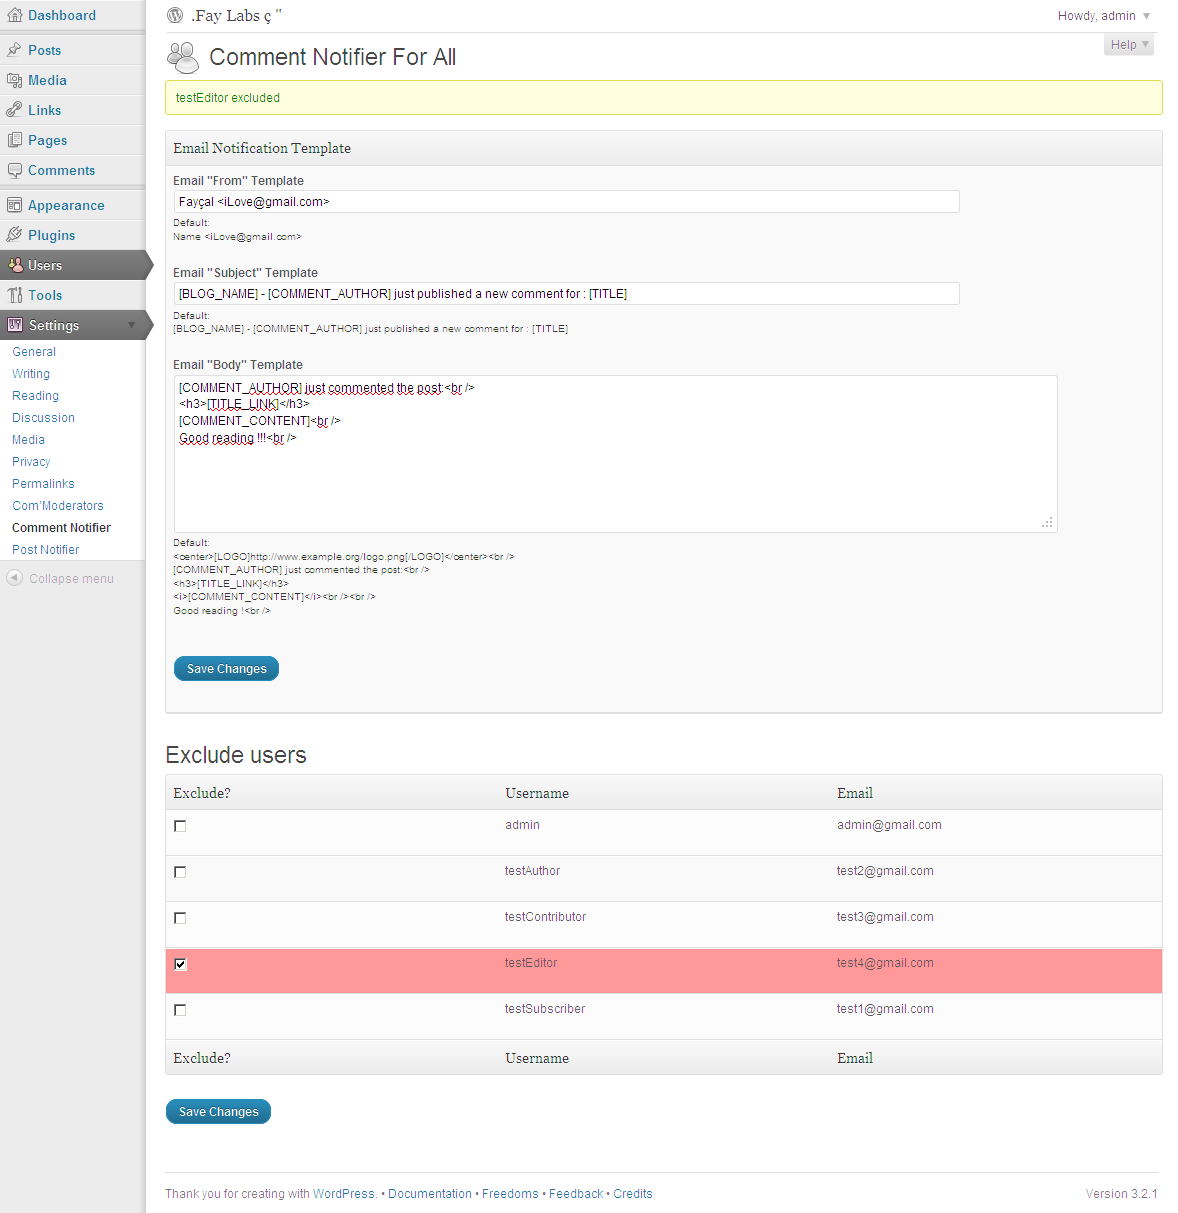 Dashboard
Posts
Media
Links
Pages
Comments
Appearance
Plugins
Users
Tools
Settings
General
Writing
Reading
Discussion
Media
Privacy
Permalinks
Com'Moderators
Comment Notifier
Post Notifier
Collapse menu
.Fay Labs ç "
Howdy, admin
Help
Comment Notifier For All
testEditor excluded
Email Notification Template
Email "From" Template
Fayçal <iLove@gmail.com>
Default:
Name <iLove@gmail.com>
Email "Subject" Template
[BLOG_NAME] - [COMMENT_AUTHOR] just published a new comment for : [TITLE]
Default:
[BLOG_NAME] - [COMMENT_AUTHOR] just published a new comment for : [TITLE]
Email "Body" Template
[COMMENT_AUTHOR] just commented the post:<br />
<h3>[TITLE_LINK]</h3>
[COMMENT_CONTENT]<br />
Good reading !!!<br />
Default:
<center>[LOGO]http://www.example.org/logo.png[/LOGO]</center><br />
[COMMENT_AUTHOR] just commented the post:<br />
<h3>[TITLE_LINK]</h3>
<i>[COMMENT_CONTENT]</i><br /><br />
Good reading !<br />
Save Changes
Exclude users
Exclude? Username Email
admin admin@gmail.com
testAuthor test2@gmail.com
testContributor test3@gmail.com
testEditor test4@gmail.com
testSubscriber test1@gmail.com
Exclude? Username Email
Save Changes
Thank you for creating with WordPress. • Documentation • Freedoms • Feedback • Credits
Version 3.2.1